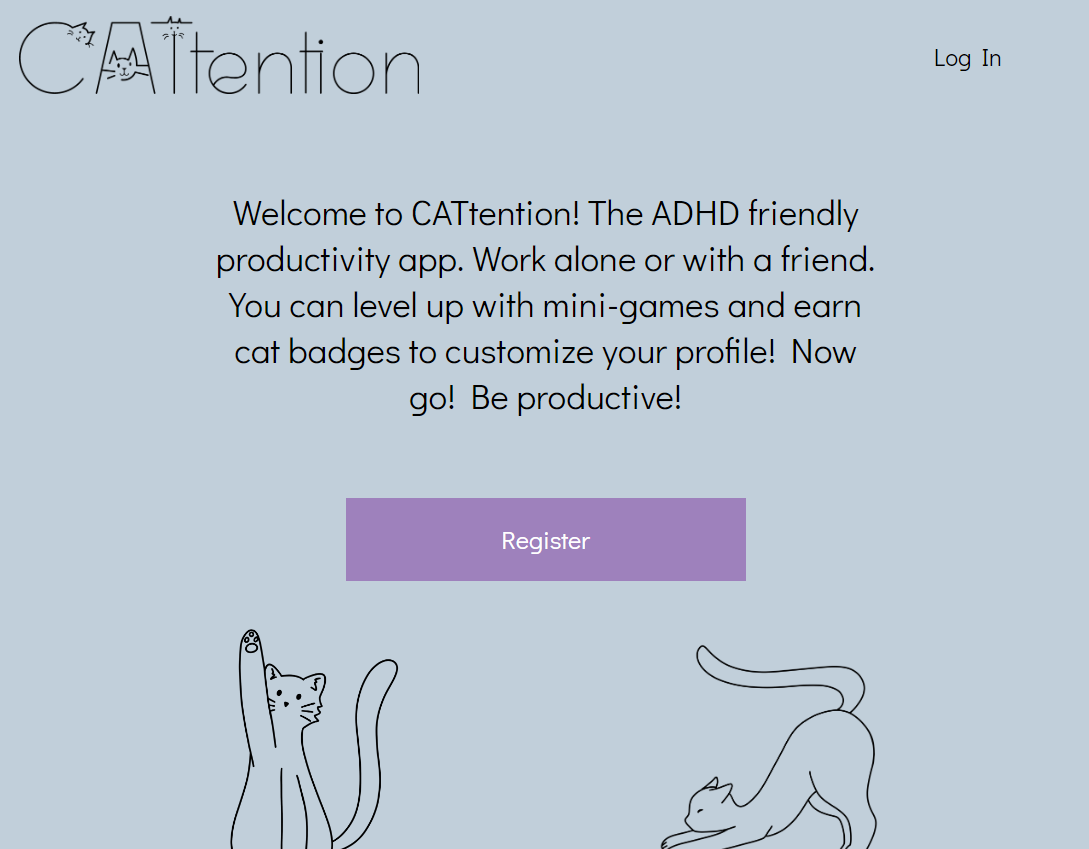 CATtention
Log In
Welcome to CATtention! The ADHD friendly
productivity app. Work alone or with a friend.
You can level up with mini-games and earn
cat badges to customize your profile! Now
go! Be productive!
Register